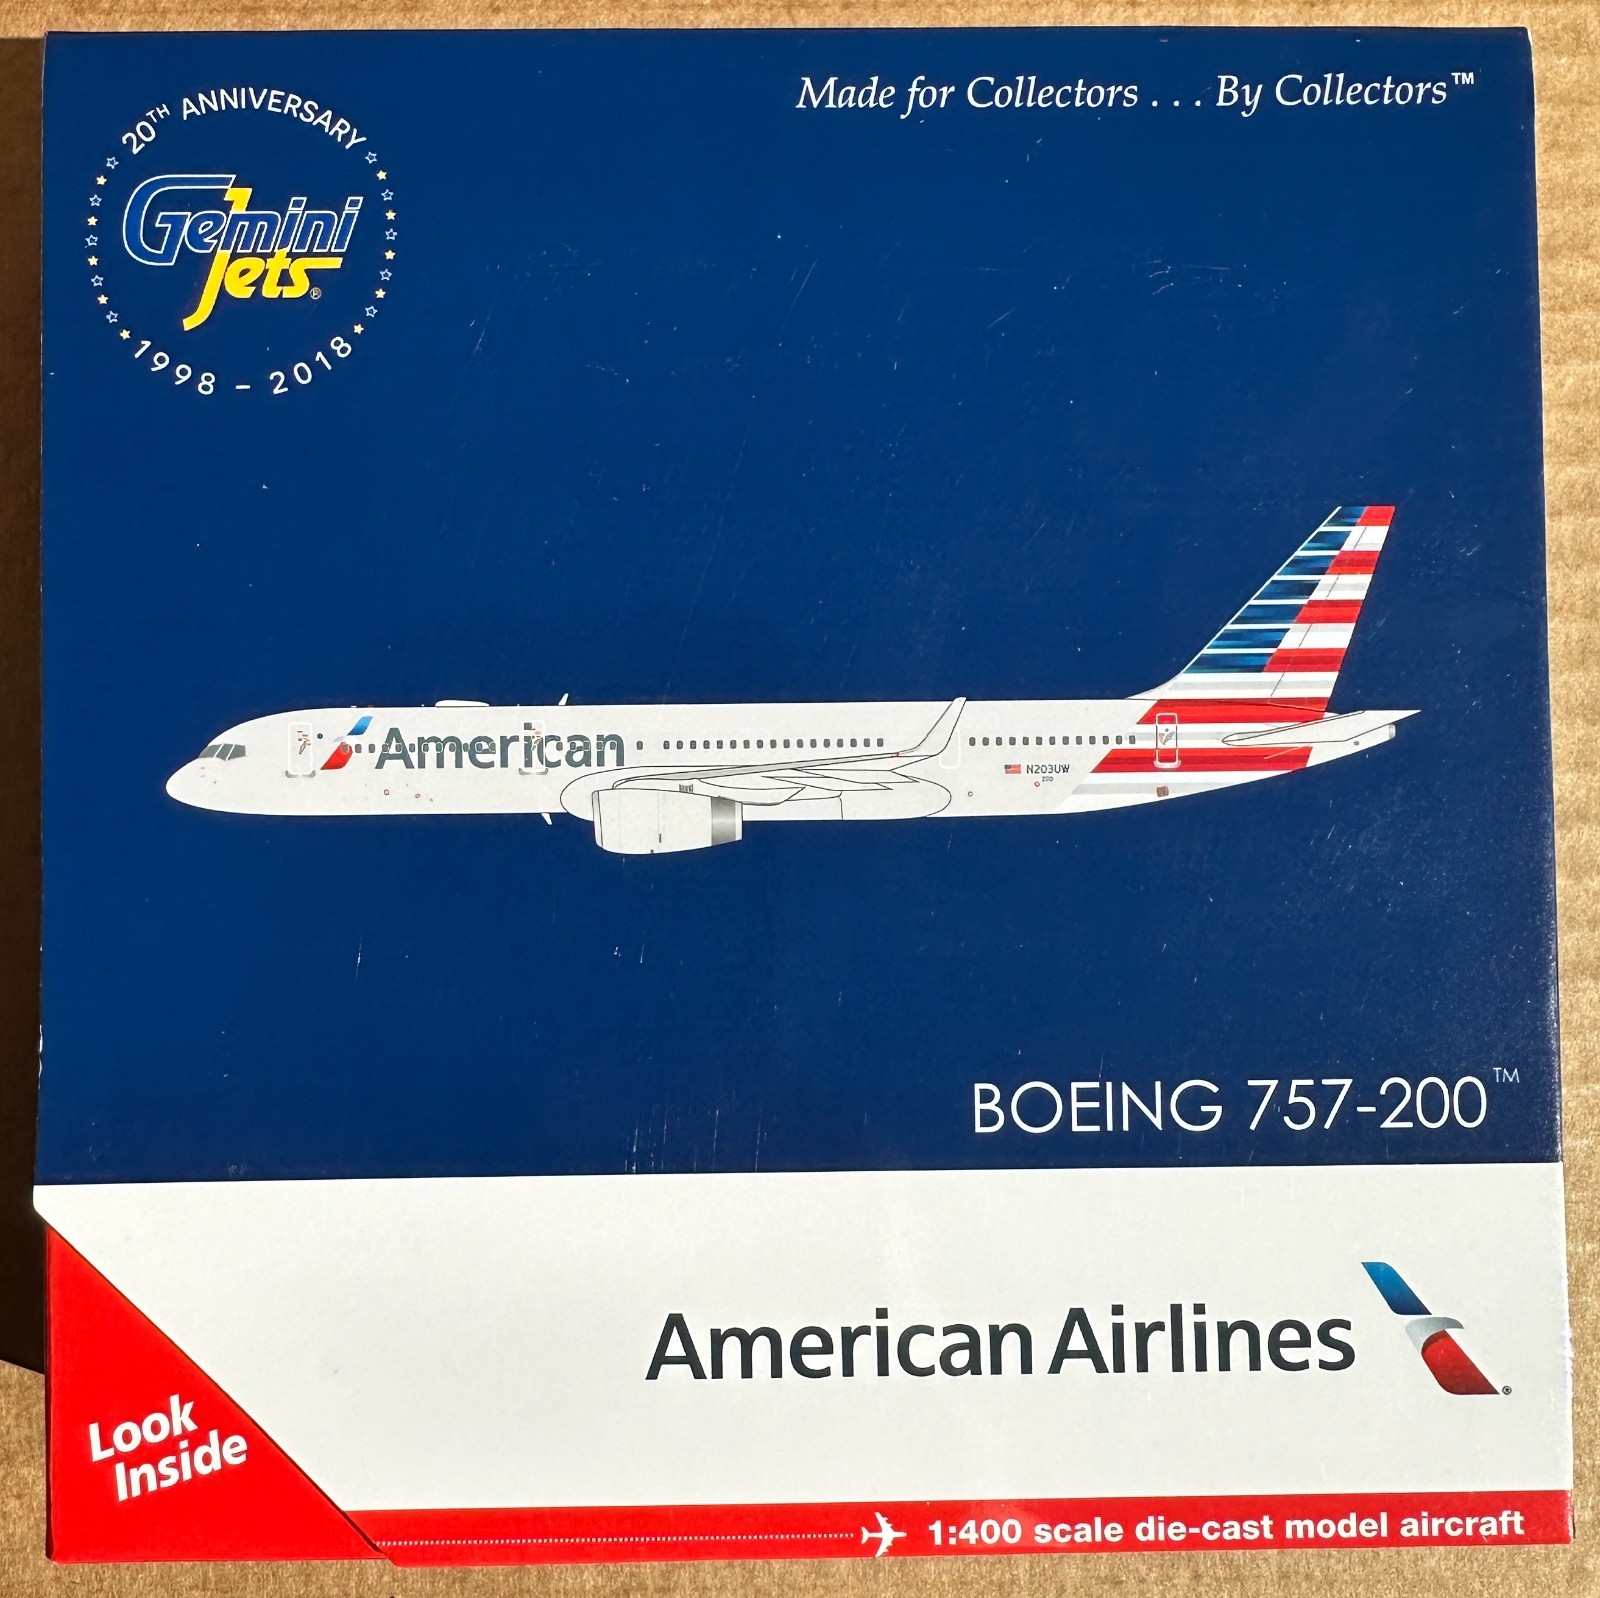 Made for Collectors . . . By Collectors™
20TH ANNIVERSARY
Gemini
Jets®
1998 - 2018
American
N203UW
BOEING 757-200™
American Airlines®
Look
Inside
1:400 scale die-cast model aircraft